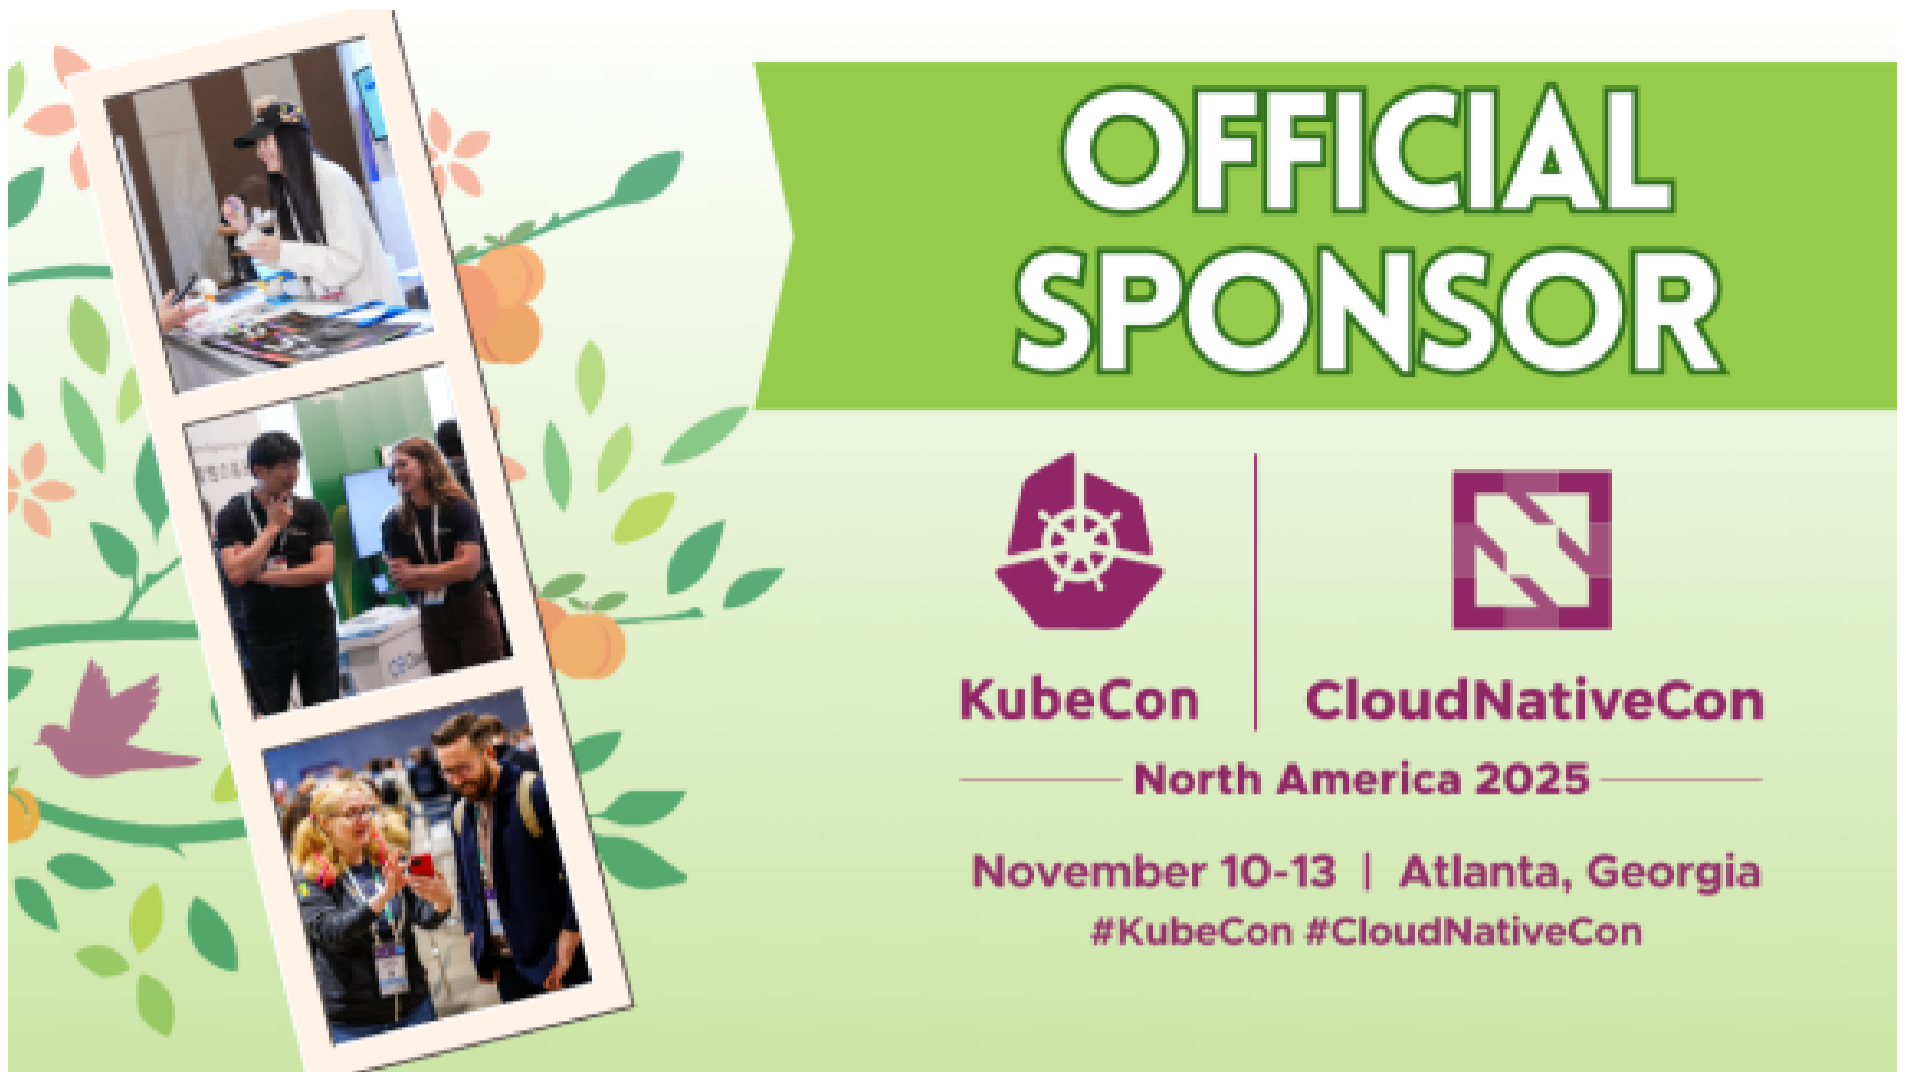 OFFICIAL
SPONSOR
KubeCon
CloudNativeCon
North America 2025
November 10-13 | Atlanta, Georgia
#KubeCon #CloudNativeCon